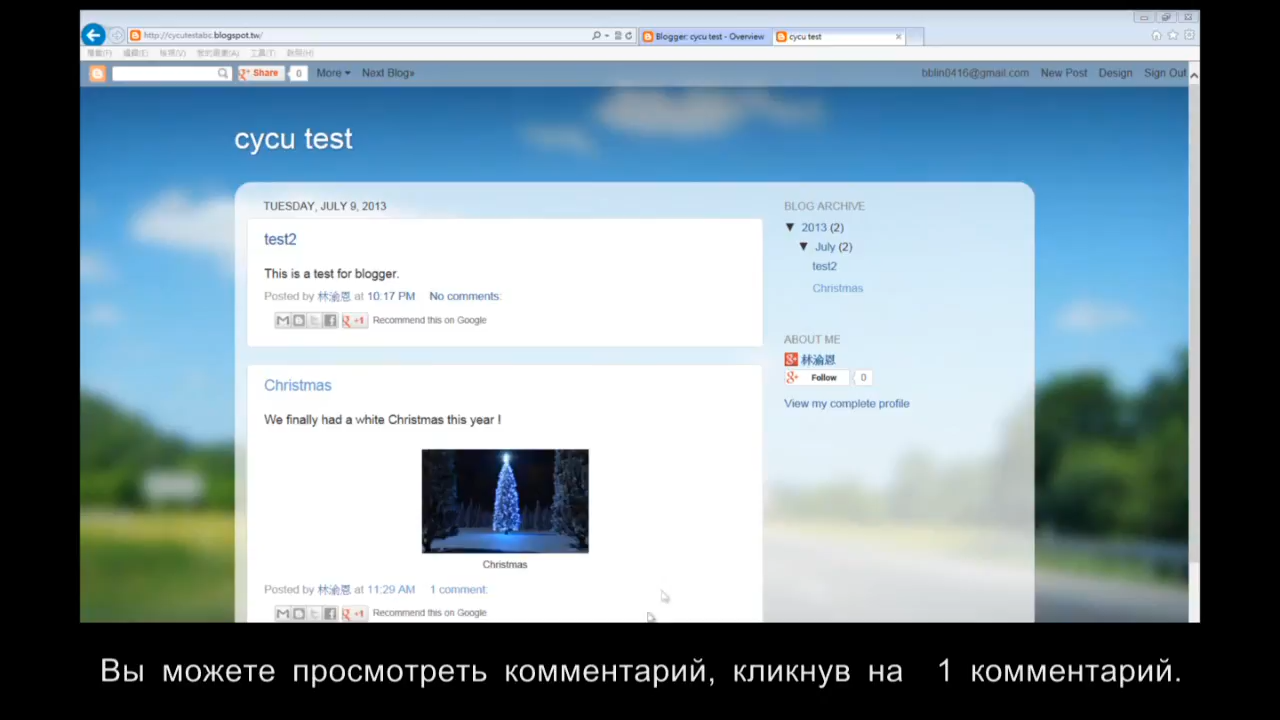 http://cycutestabc.blogspot.tw/
Blogger: cycu test - Overview
cycu test
Share 0 More Next Blog» bblin0416@gmail.com New Post Design Sign Out
cycu test
TUESDAY, JULY 9, 2013
test2
This is a test for blogger.
Posted by 林渝恩 at 10:17 PM No comments:
+1 Recommend this on Google
Christmas
We finally had a white Christmas this year !
Christmas
Posted by 林渝恩 at 11:29 AM 1 comment:
+1 Recommend this on Google
BLOG ARCHIVE
▼ 2013 (2)
▼ July (2)
test2
Christmas
ABOUT ME
林渝恩
Follow 0
View my complete profile
Вы можете просмотреть комментарий, кликнув на 1 комментарий.